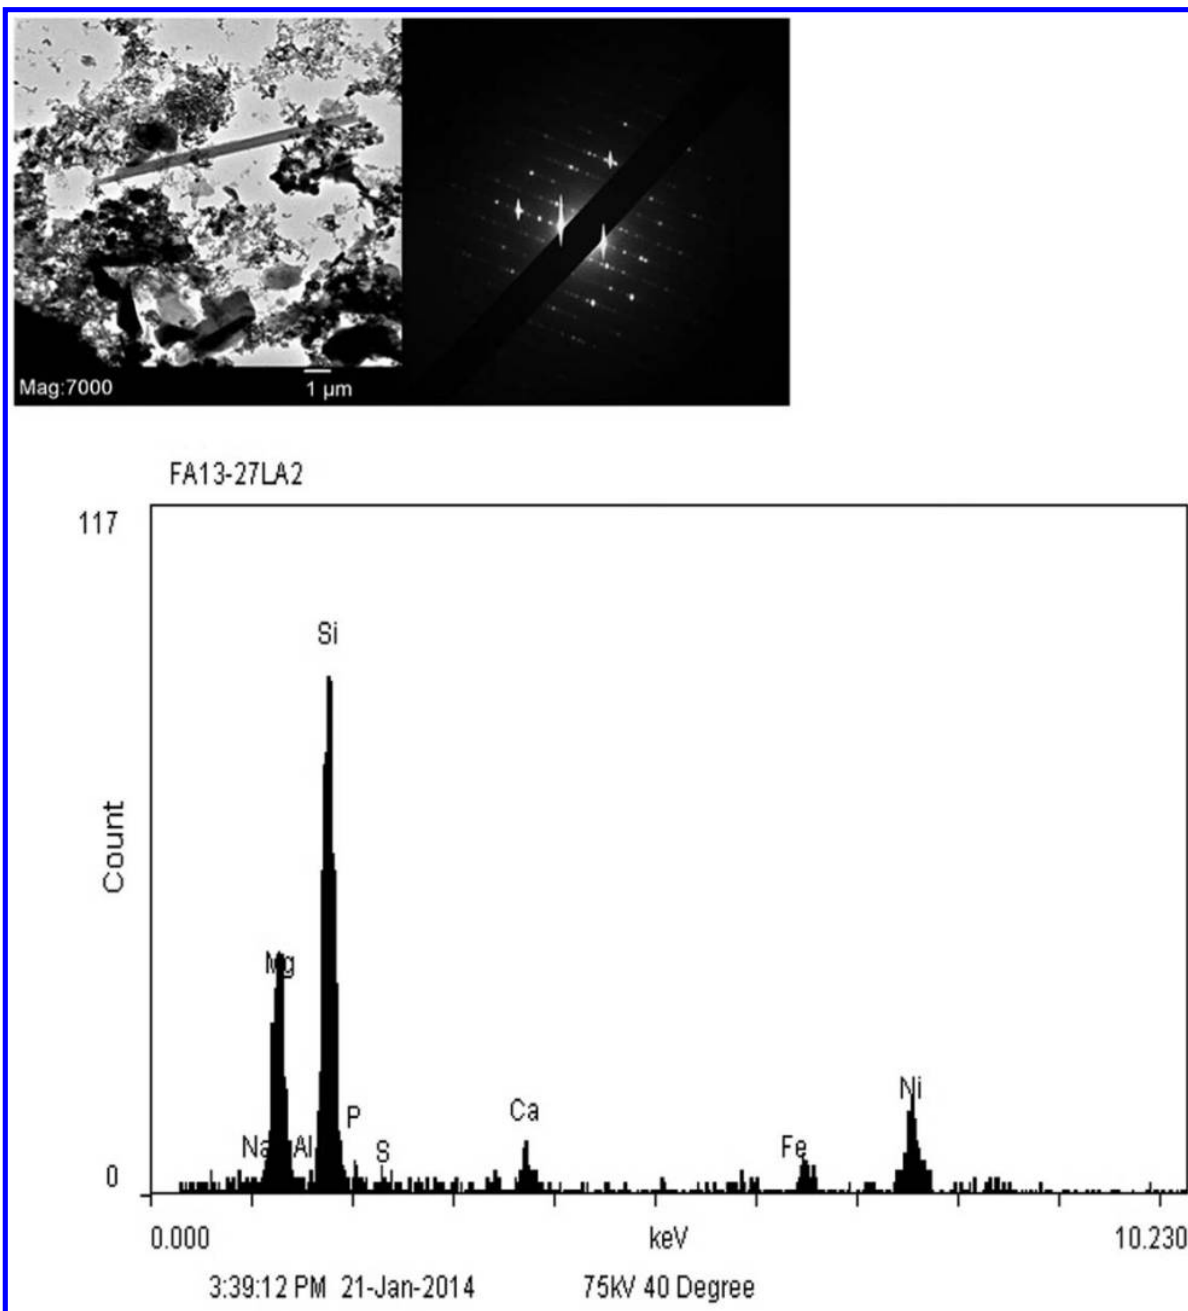 Mag:7000 1 µm
FA13-27LA2
117
Si
Count
Mg
P
Ca
Ni
Na Al S Fe
0
0.000 keV 10.230
3:39:12 PM 21-Jan-2014 75kV 40 Degree